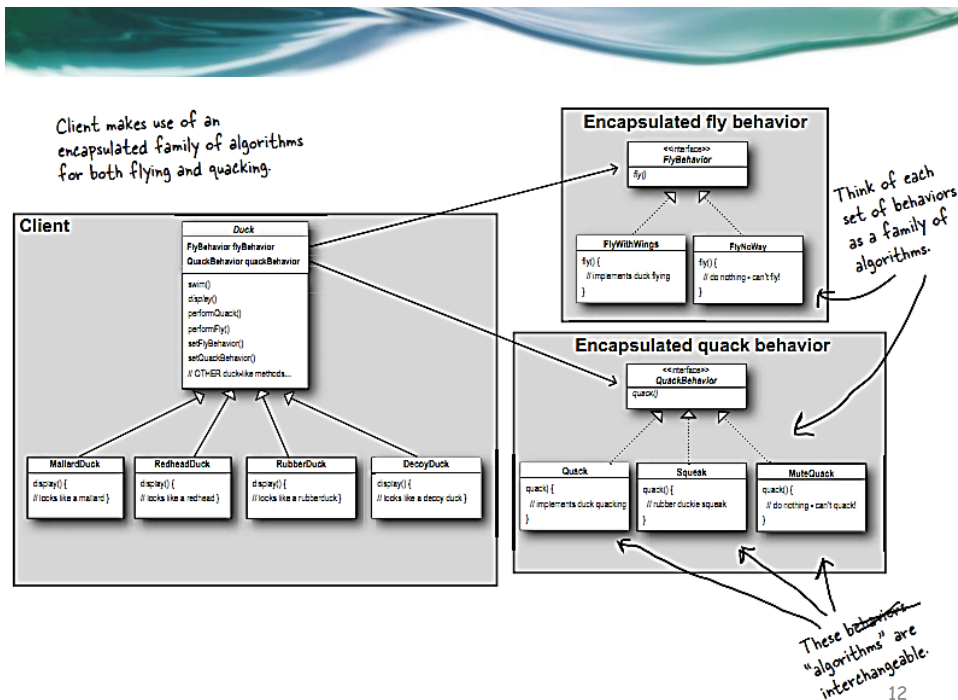 Client makes use of an
encapsulated family of algorithms
for both flying and quacking.
Client
Duck
FlyBehavior flyBehavior
QuackBehavior quackBehavior
swim()
display()
performQuack()
performFly()
setFlyBehavior()
setQuackBehavior()
// OTHER duck-like methods...
MallardDuck
display() {
// looks like a mallard }
RedheadDuck
display() {
// looks like a redhead }
RubberDuck
display() {
// looks like a rubberduck }
DecoyDuck
display() {
// looks like a decoy duck }
Encapsulated fly behavior
<<interface>>
FlyBehavior
fly()
FlyWithWings
fly() {
// implements duck flying
}
FlyNoWay
fly() {
// do nothing - can't fly!
}
Think of each
set of behaviors
as a family of
algorithms.
Encapsulated quack behavior
<<interface>>
QuackBehavior
quack()
Quack
quack) {
// implements duck quacking
}
Squeak
quack() {
// rubber duckie squeak
}
MuteQuack
quack() {
// do nothing - can't quack!
}
These behaviors
“algorithms” are
interchangeable.
12